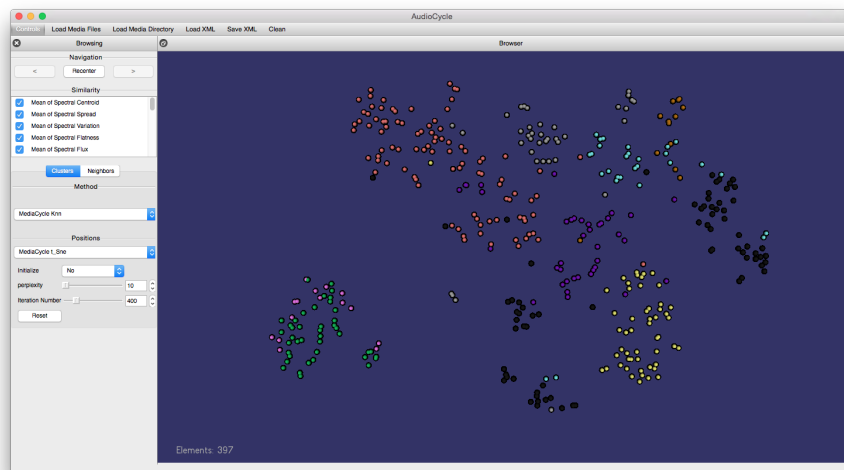 AudioCycle
Controls Load Media Files Load Media Directory Load XML Save XML Clean
Browsing Browser
Navigation
< Recenter >
Similarity
Mean of Spectral Centroid
Mean of Spectral Spread
Mean of Spectral Variation
Mean of Spectral Flatness
Mean of Spectral Flux
Clusters Neighbors
Method
MediaCycle Knn
Positions
MediaCycle t_Sne
Initialize No
perplexity 10
Iteration Number 400
Reset
Elements: 397